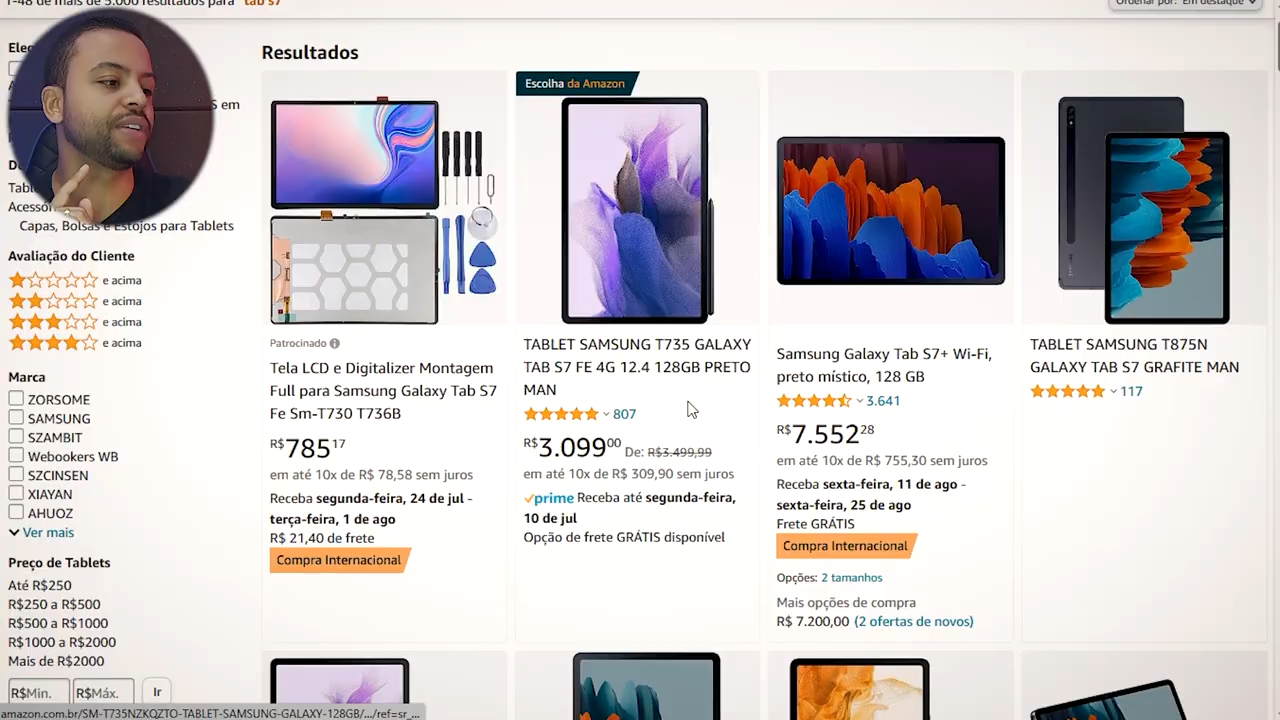 1-48 de mais de 5.000 resultados para "tab s7"
Ordenar por: Em destaque
S em
Capas, Bolsas e Estojos para Tablets
Avaliação do Cliente
e acima
e acima
e acima
e acima
Marca
ZORSOME
SAMSUNG
SZAMBIT
Webookers WB
SZCINSEN
XIAYAN
AHUOZ
Ver mais
Preço de Tablets
Até R$250
R$250 a R$500
R$500 a R$1000
R$1000 a R$2000
Mais de R$2000
R$Min. R$Máx. Ir
amazon.com.br/SM-T735NZKQZTO-TABLET-SAMSUNG-GALAXY-128GB/.../ref=sr_...
Resultados
Patrocinado
Tela LCD e Digitalizer Montagem
Full para Samsung Galaxy Tab S7
Fe Sm-T730 T736B
R$78517
em até 10x de R$ 78,58 sem juros
Receba segunda-feira, 24 de jul -
terça-feira, 1 de ago
R$ 21,40 de frete
Compra Internacional
Escolha da Amazon
TABLET SAMSUNG T735 GALAXY
TAB S7 FE 4G 12.4 128GB PRETO
MAN
807
R$3.09900 De: R$3.499,99
em até 10x de R$ 309,90 sem juros
prime Receba até segunda-feira,
10 de jul
Opção de frete GRÁTIS disponível
Samsung Galaxy Tab S7+ Wi-Fi,
preto místico, 128 GB
3.641
R$7.55228
em até 10x de R$ 755,30 sem juros
Receba sexta-feira, 11 de ago -
sexta-feira, 25 de ago
Frete GRÁTIS
Compra Internacional
Opções: 2 tamanhos
Mais opções de compra
R$ 7.200,00 (2 ofertas de novos)
TABLET SAMSUNG T875N
GALAXY TAB S7 GRAFITE MAN
117